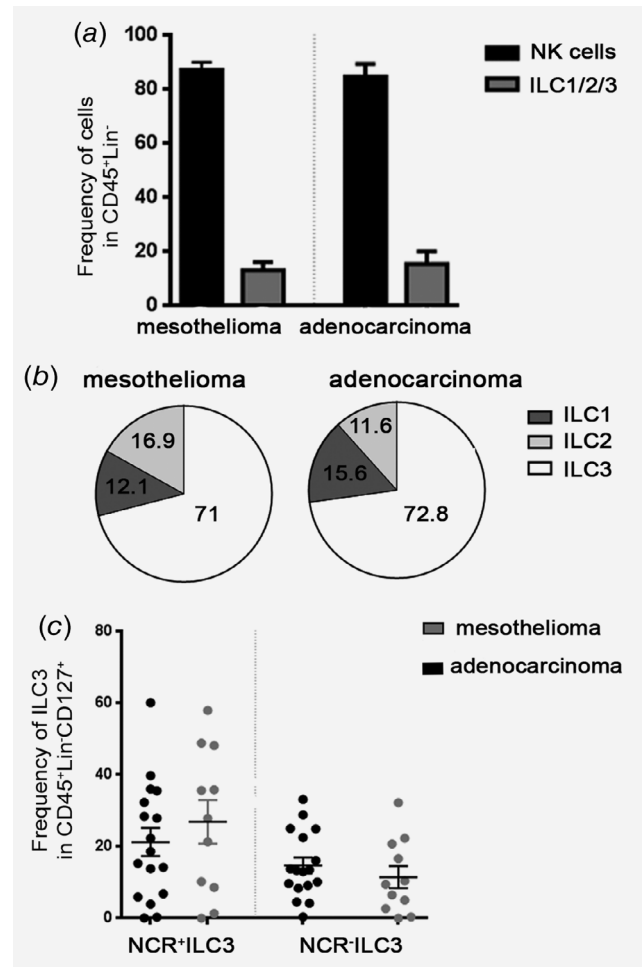 (a)
NK cells
ILC1/2/3
Frequency of cells
in CD45⁺Lin⁻
100
80
60
40
20
0
mesothelioma
adenocarcinoma
(b)
mesothelioma
adenocarcinoma
16.9
12.1
71
11.6
15.6
72.8
ILC1
ILC2
ILC3
(c)
mesothelioma
adenocarcinoma
Frequency of ILC3
in CD45⁺Lin⁻CD127⁺
80
60
40
20
0
NCR⁺ILC3
NCR⁻ILC3